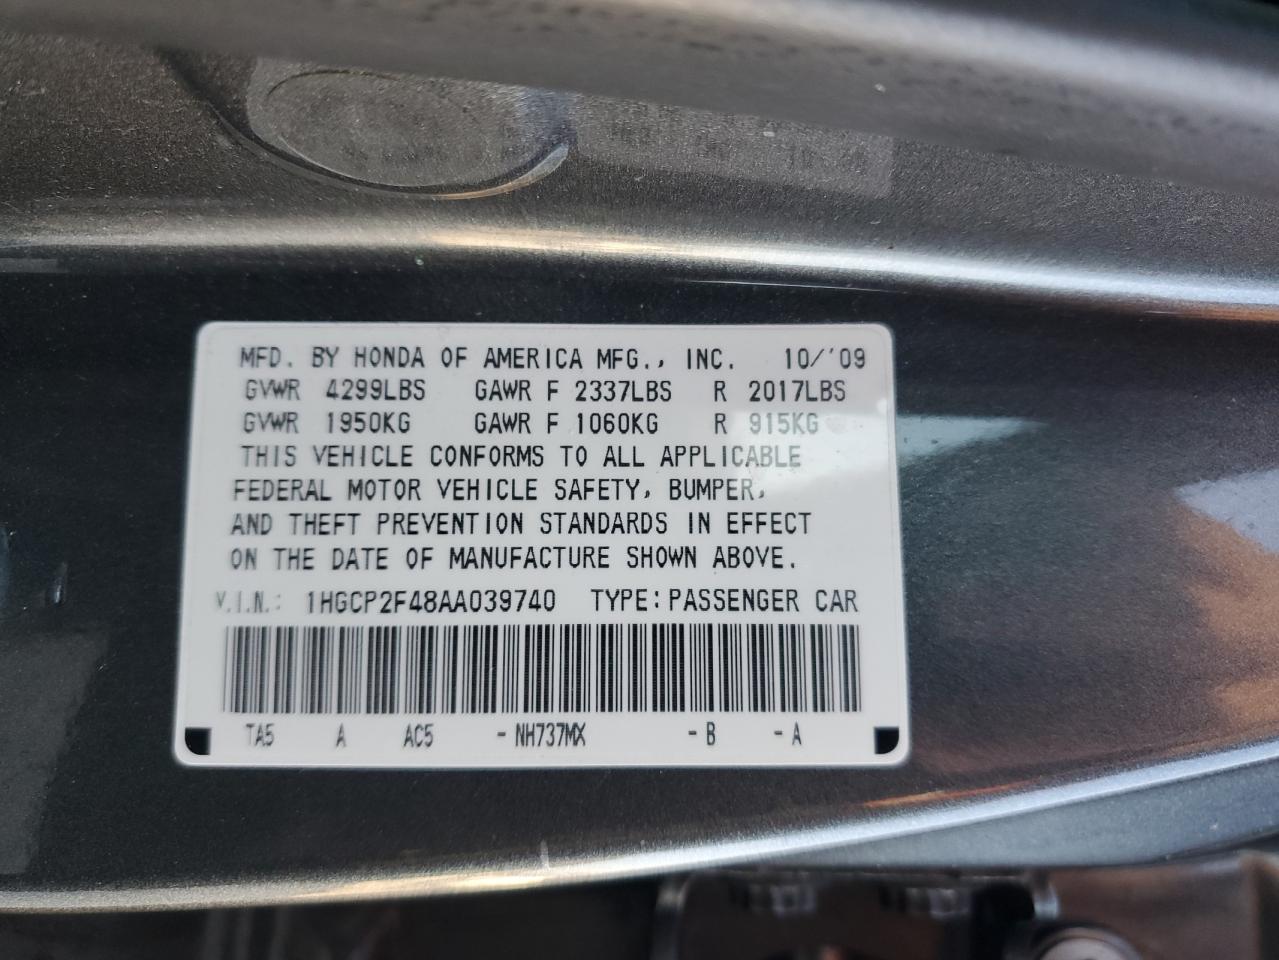 MFD. BY HONDA OF AMERICA MFG., INC. 10/'09
GVWR 4299LBS GAWR F 2337LBS R 2017LBS
GVWR 1950KG GAWR F 1060KG R 915KG
THIS VEHICLE CONFORMS TO ALL APPLICABLE
FEDERAL MOTOR VEHICLE SAFETY, BUMPER,
AND THEFT PREVENTION STANDARDS IN EFFECT
ON THE DATE OF MANUFACTURE SHOWN ABOVE.
V.I.N.: 1HGCP2F48AA039740 TYPE: PASSENGER CAR
TA5 A AC5 - NH737MX - B - A